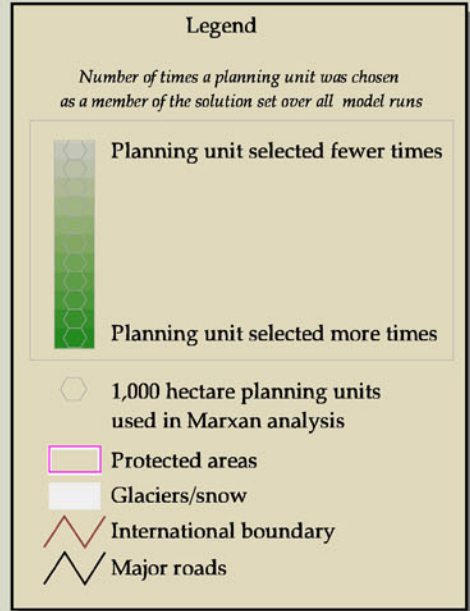 Legend
Number of times a planning unit was chosen
as a member of the solution set over all model runs
Planning unit selected fewer times
Planning unit selected more times
1,000 hectare planning units
used in Marxan analysis
Protected areas
Glaciers/snow
International boundary
Major roads